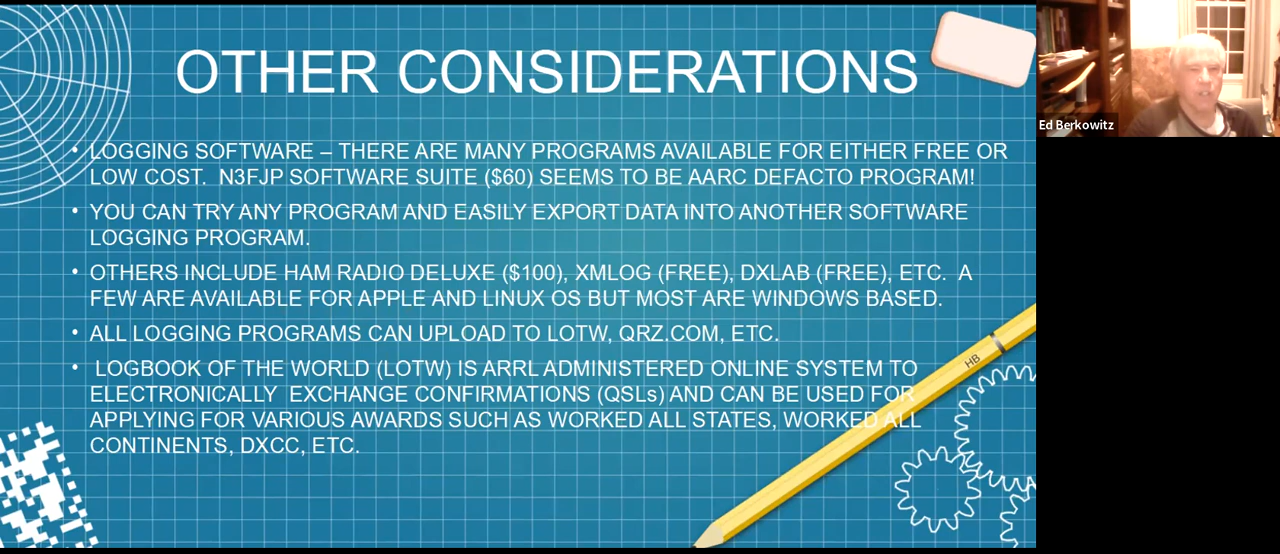 OTHER CONSIDERATIONS
• LOGGING SOFTWARE – THERE ARE MANY PROGRAMS AVAILABLE FOR EITHER FREE OR
LOW COST. N3FJP SOFTWARE SUITE ($60) SEEMS TO BE AARC DEFACTO PROGRAM!
• YOU CAN TRY ANY PROGRAM AND EASILY EXPORT DATA INTO ANOTHER SOFTWARE
LOGGING PROGRAM.
• OTHERS INCLUDE HAM RADIO DELUXE ($100), XMLOG (FREE), DXLAB (FREE), ETC. A
FEW ARE AVAILABLE FOR APPLE AND LINUX OS BUT MOST ARE WINDOWS BASED.
• ALL LOGGING PROGRAMS CAN UPLOAD TO LOTW, QRZ.COM, ETC.
• LOGBOOK OF THE WORLD (LOTW) IS ARRL ADMINISTERED ONLINE SYSTEM TO
ELECTRONICALLY EXCHANGE CONFIRMATIONS (QSLs) AND CAN BE USED FOR
APPLYING FOR VARIOUS AWARDS SUCH AS WORKED ALL STATES, WORKED ALL
CONTINENTS, DXCC, ETC.
HB
Ed Berkowitz